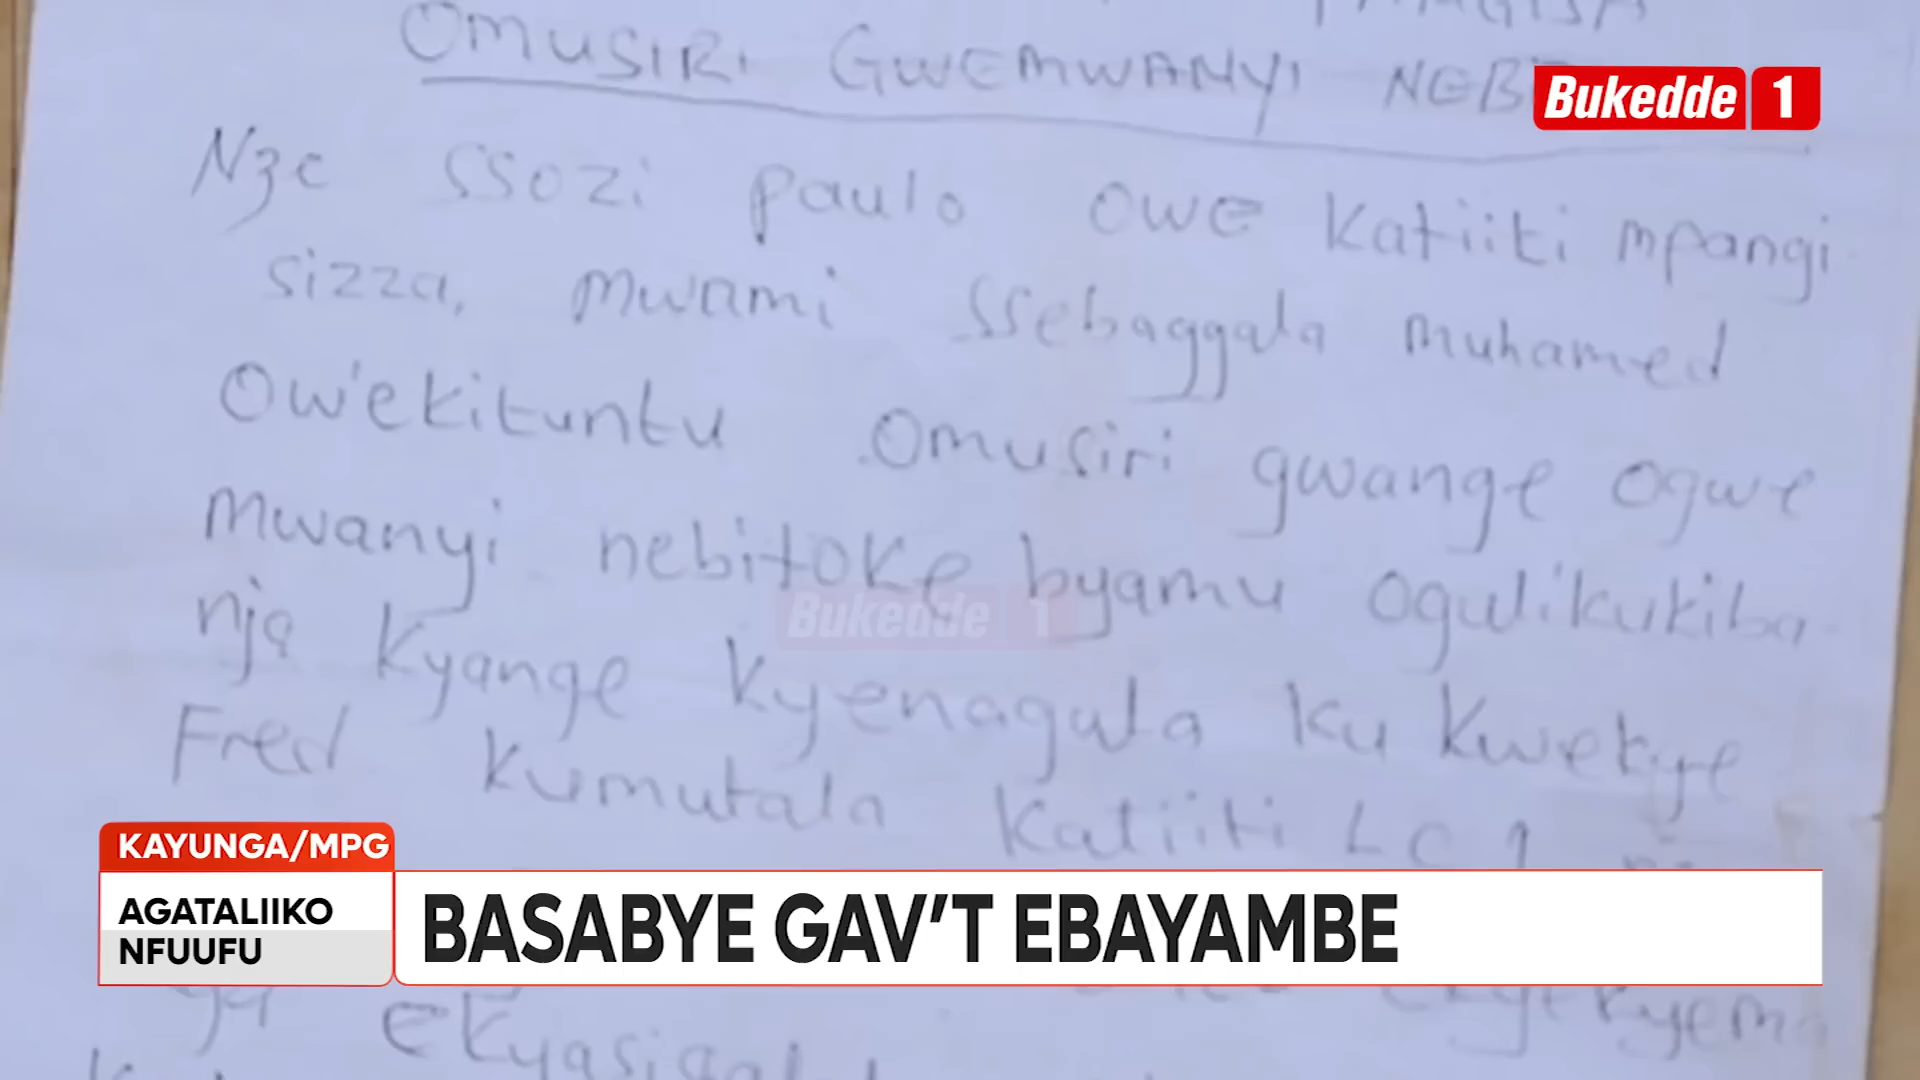 OMUSIRI GWEMWANYI
Bukedde 1
Nze SSozi paulo owe Katiiti mpangi
sizza, mwami SSebaggala Muhamed
Ow'ekituntu Omusiri gwange ogwe
Mwanyi nebitoke byamu ogulikukiba
Bukedde 1
nja Kyange Kyenagula ku Kwekye
Fred Kumutala Katiiti LC 1
KAYUNGA/MPG
AGATALIIKO
NFUUFU
BASABYE GAV'T EBAYAMBE